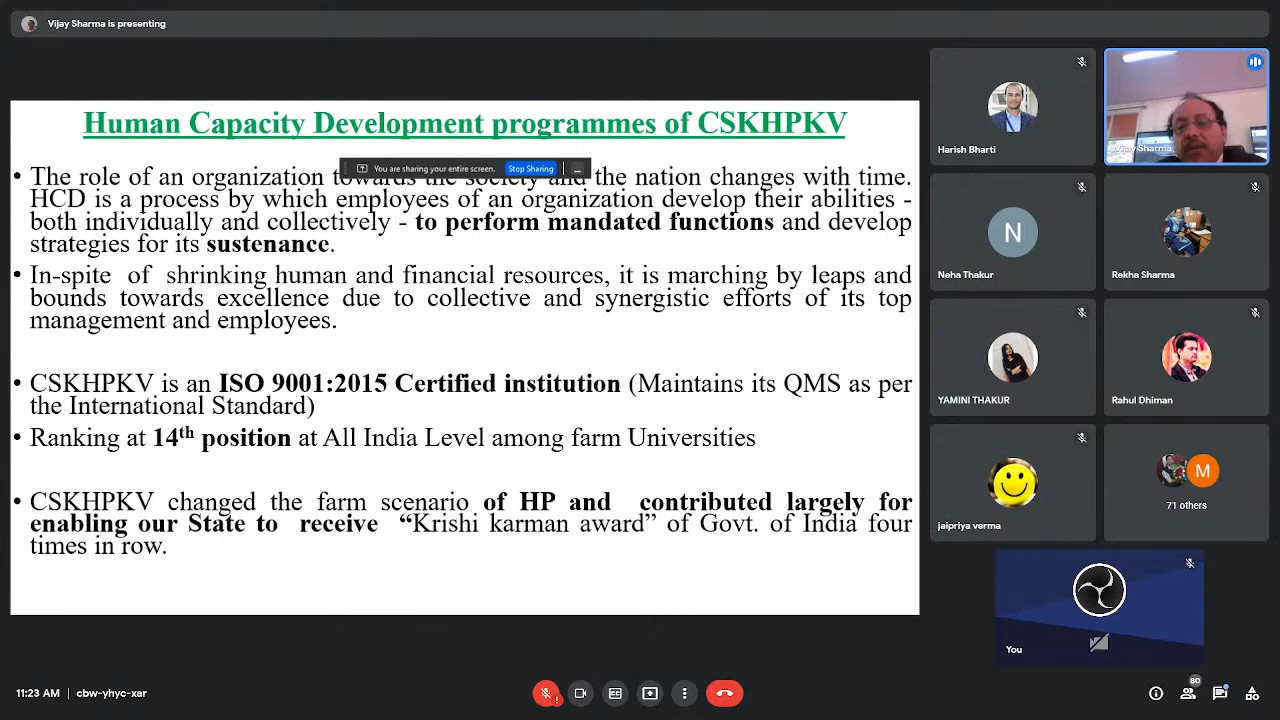 Vijay Sharma is presenting
Human Capacity Development programmes of CSKHPKV
You are sharing your entire screen. Stop Sharing
• The role of an organization towards the society and the nation changes with time.
HCD is a process by which employees of an organization develop their abilities -
both individually and collectively - to perform mandated functions and develop
strategies for its sustenance.
• In-spite of shrinking human and financial resources, it is marching by leaps and
bounds towards excellence due to collective and synergistic efforts of its top
management and employees.
• CSKHPKV is an ISO 9001:2015 Certified institution (Maintains its QMS as per
the International Standard)
• Ranking at 14th position at All India Level among farm Universities
• CSKHPKV changed the farm scenario of HP and contributed largely for
enabling our State to receive “Krishi karman award” of Govt. of India four
times in row.
Harish Bharti
Vijay Sharma
N
Neha Thakur
Rekha Sharma
YAMINI THAKUR
Rahul Dhiman
jaipriya verma
M
71 others
You
11:23 AM | cbw-yhyc-xar
80